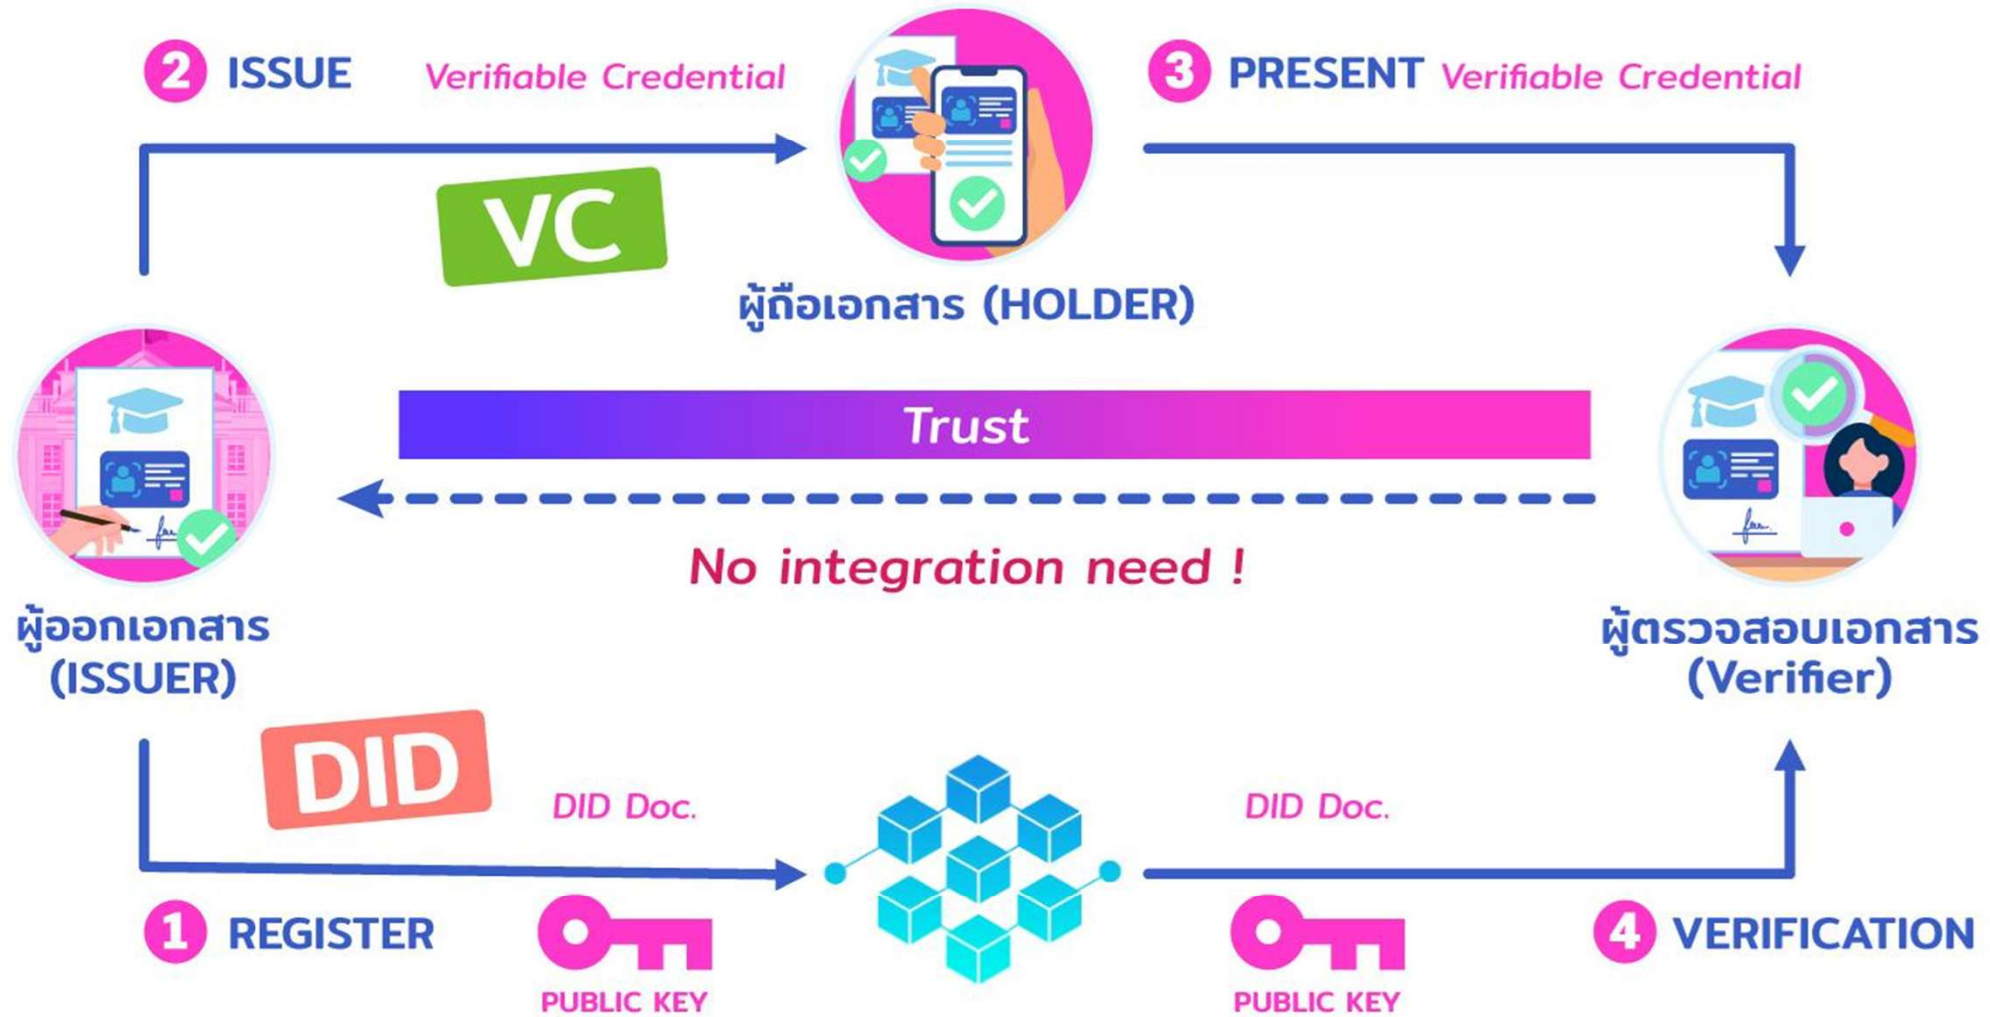 2 ISSUE Verifiable Credential
3 PRESENT Verifiable Credential
VC
ผู้ถือเอกสาร (HOLDER)
Trust
No integration need !
ผู้ออกเอกสาร
(ISSUER)
ผู้ตรวจสอบเอกสาร
(Verifier)
DID
DID Doc.
DID Doc.
1 REGISTER
PUBLIC KEY
PUBLIC KEY
4 VERIFICATION